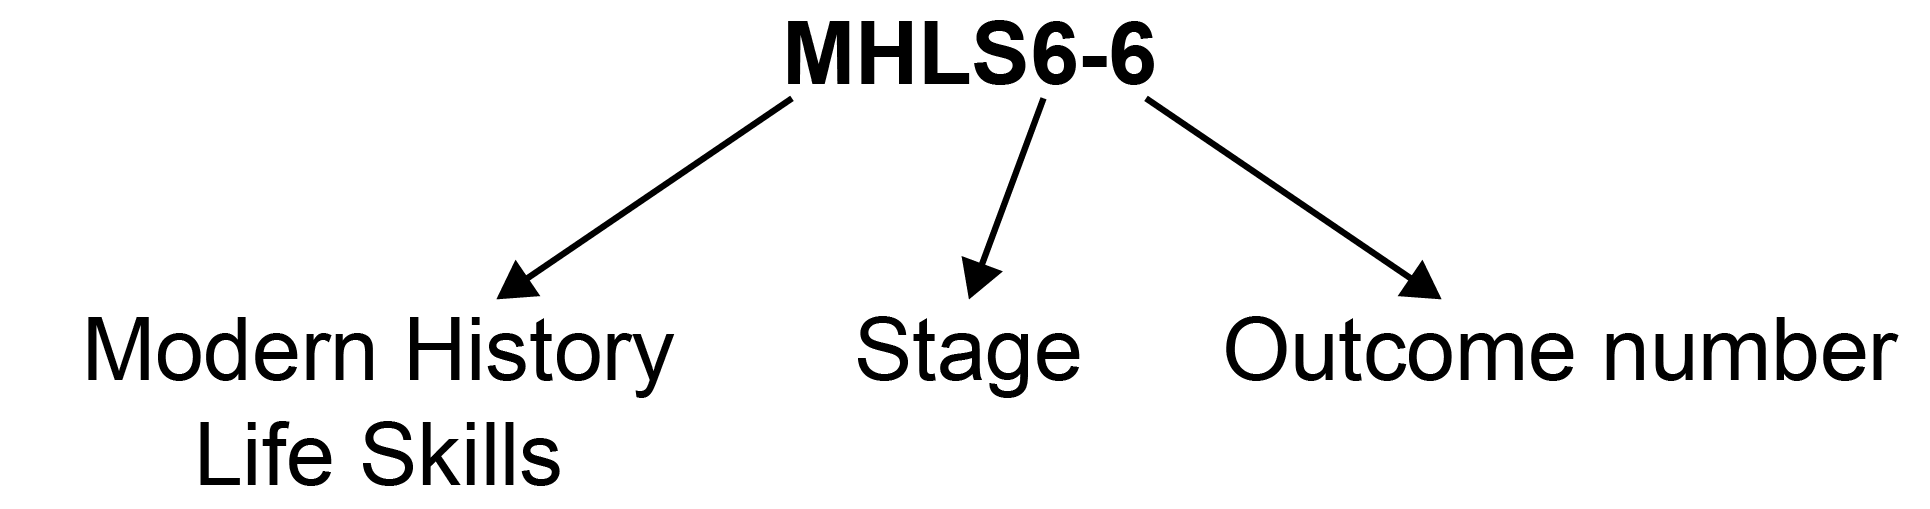 MHLS6-6
Modern History
Life Skills
Stage
Outcome number